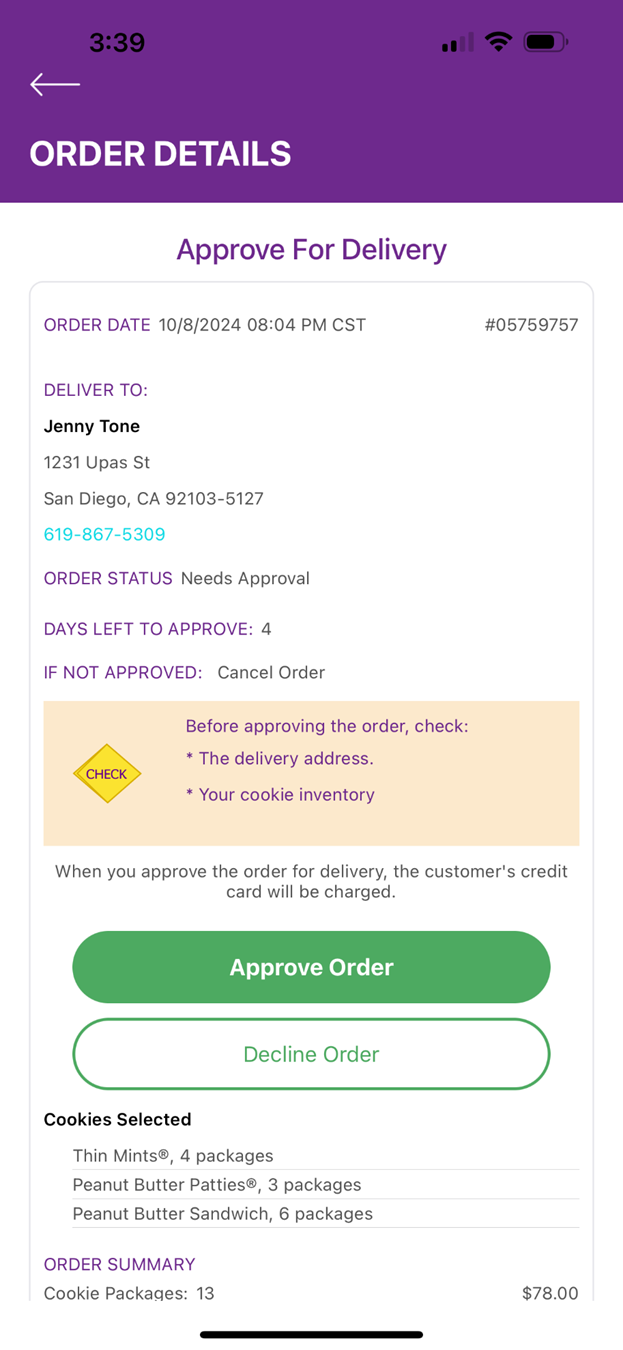 3:39
ORDER DETAILS
Approve For Delivery
ORDER DATE 10/8/2024 08:04 PM CST #05759757
DELIVER TO:
Jenny Tone
1231 Upas St
San Diego, CA 92103-5127
619-867-5309
ORDER STATUS Needs Approval
DAYS LEFT TO APPROVE: 4
IF NOT APPROVED: Cancel Order
Before approving the order, check:
* The delivery address.
CHECK
* Your cookie inventory
When you approve the order for delivery, the customer's credit
card will be charged.
Approve Order
Decline Order
Cookies Selected
Thin Mints®, 4 packages
Peanut Butter Patties®, 3 packages
Peanut Butter Sandwich, 6 packages
ORDER SUMMARY
Cookie Packages: 13 $78.00